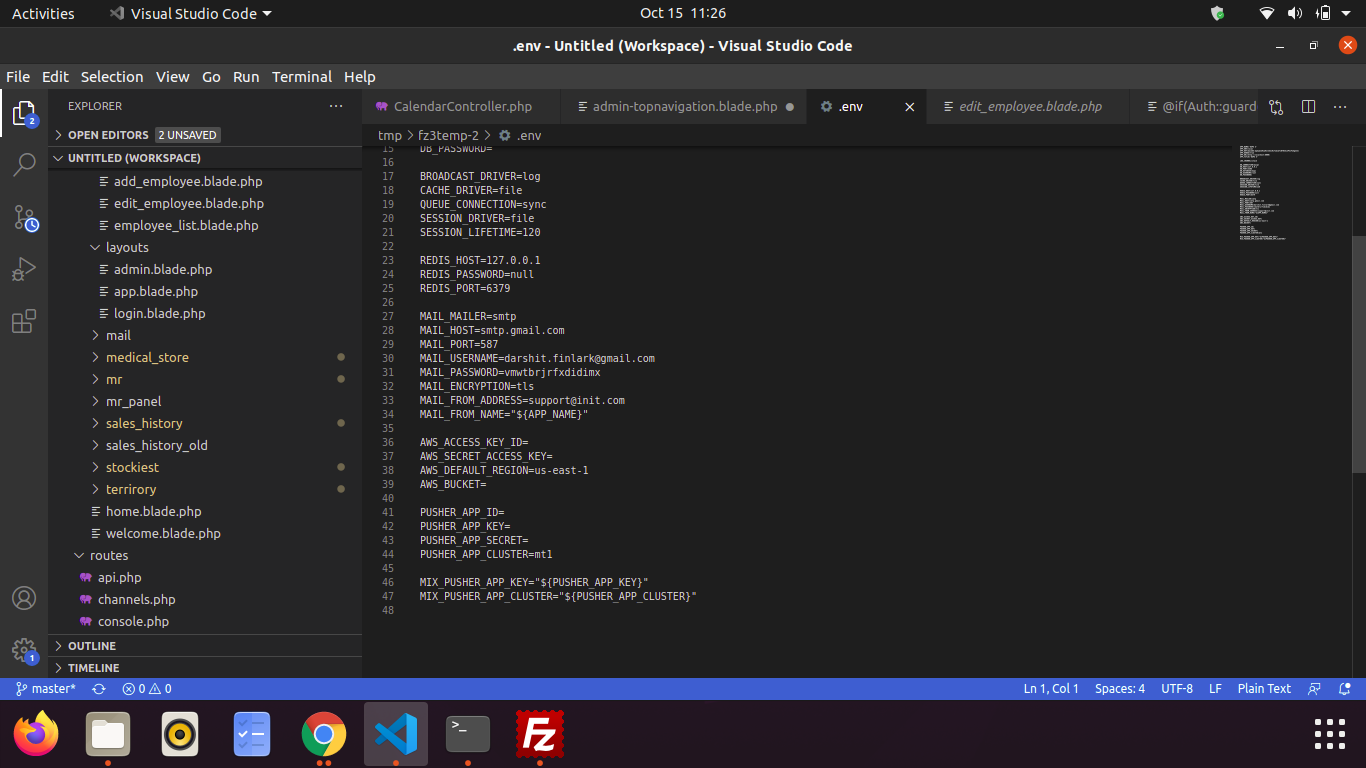 Activities
Visual Studio Code
Oct 15 11:26
.env - Untitled (Workspace) - Visual Studio Code
File Edit Selection View Go Run Terminal Help
EXPLORER
OPEN EDITORS 2 UNSAVED
UNTITLED (WORKSPACE)
add_employee.blade.php
edit_employee.blade.php
employee_list.blade.php
layouts
admin.blade.php
app.blade.php
login.blade.php
mail
medical_store
mr
mr_panel
sales_history
sales_history_old
stockiest
terrirory
home.blade.php
welcome.blade.php
routes
api.php
channels.php
console.php
OUTLINE
TIMELINE
2
1
CalendarController.php
admin-topnavigation.blade.php
.env
edit_employee.blade.php
@if(Auth::guard
tmp > fz3temp-2 > .env
15 DB_PASSWORD=
16
17 BROADCAST_DRIVER=log
18 CACHE_DRIVER=file
19 QUEUE_CONNECTION=sync
20 SESSION_DRIVER=file
21 SESSION_LIFETIME=120
22
23 REDIS_HOST=127.0.0.1
24 REDIS_PASSWORD=null
25 REDIS_PORT=6379
26
27 MAIL_MAILER=smtp
28 MAIL_HOST=smtp.gmail.com
29 MAIL_PORT=587
30 MAIL_USERNAME=darshit.finlark@gmail.com
31 MAIL_PASSWORD=vmwtbrjrfxdidimx
32 MAIL_ENCRYPTION=tls
33 MAIL_FROM_ADDRESS=support@init.com
34 MAIL_FROM_NAME="${APP_NAME}"
35
36 AWS_ACCESS_KEY_ID=
37 AWS_SECRET_ACCESS_KEY=
38 AWS_DEFAULT_REGION=us-east-1
39 AWS_BUCKET=
40
41 PUSHER_APP_ID=
42 PUSHER_APP_KEY=
43 PUSHER_APP_SECRET=
44 PUSHER_APP_CLUSTER=mt1
45
46 MIX_PUSHER_APP_KEY="${PUSHER_APP_KEY}"
47 MIX_PUSHER_APP_CLUSTER="${PUSHER_APP_CLUSTER}"
48
master*
0 0
Ln 1, Col 1
Spaces: 4
UTF-8
LF
Plain Text
>_
Fz